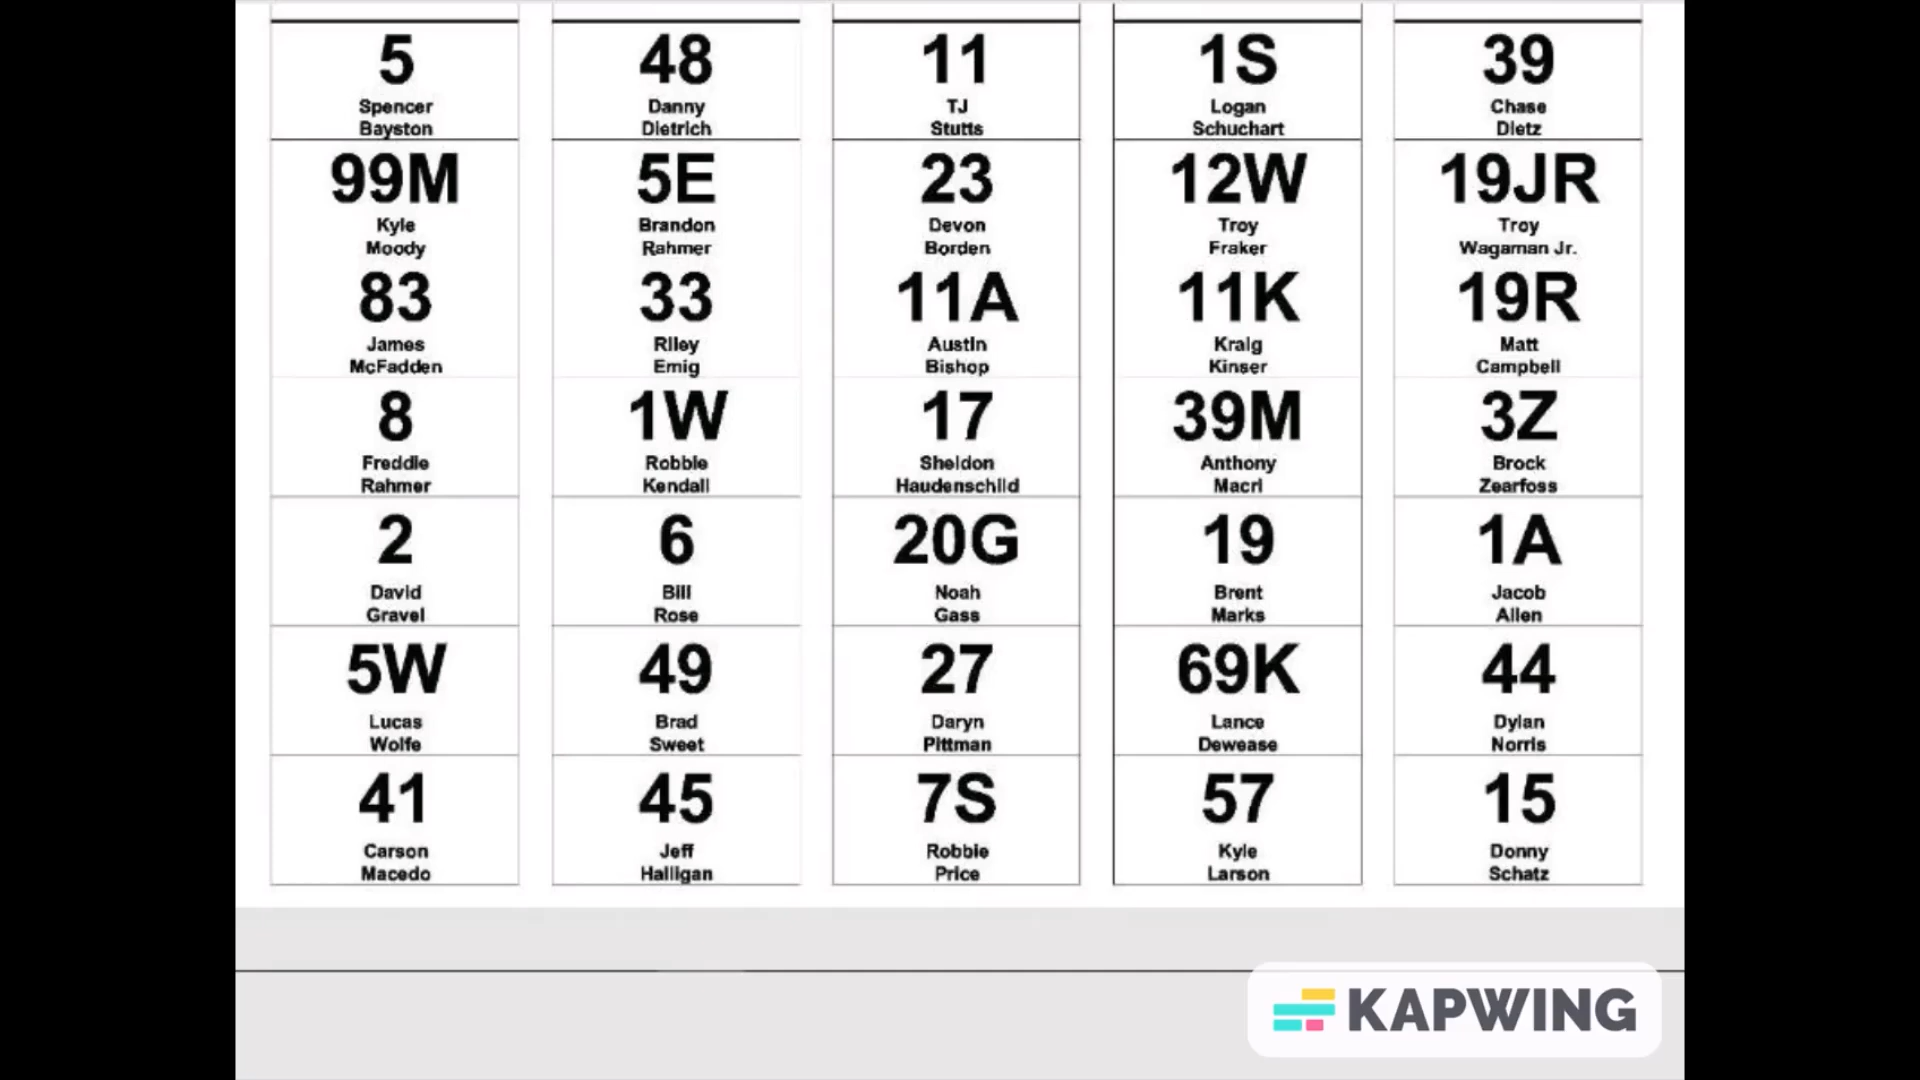 5 48 11 1S 39
Spencer Danny TJ Logan Chase
Bayston Dietrich Stutts Schuchart Dietz
99M 5E 23 12W 19JR
Kyle Brandon Devon Troy Troy
Moody Rahmer Borden Fraker Wagaman Jr.
83 33 11A 11K 19R
James Riley Austin Kraig Matt
McFadden Emig Bishop Kinser Campbell
8 1W 17 39M 3Z
Freddie Robbie Sheldon Anthony Brock
Rahmer Kendall Haudenschild Macri Zearfoss
2 6 20G 19 1A
David Bill Noah Brent Jacob
Gravel Rose Gass Marks Allen
5W 49 27 69K 44
Lucas Brad Daryn Lance Dylan
Wolfe Sweet Pittman Dewease Norris
41 45 7S 57 15
Carson Jeff Robbie Kyle Donny
Macedo Halligan Price Larson Schatz
KAPWING